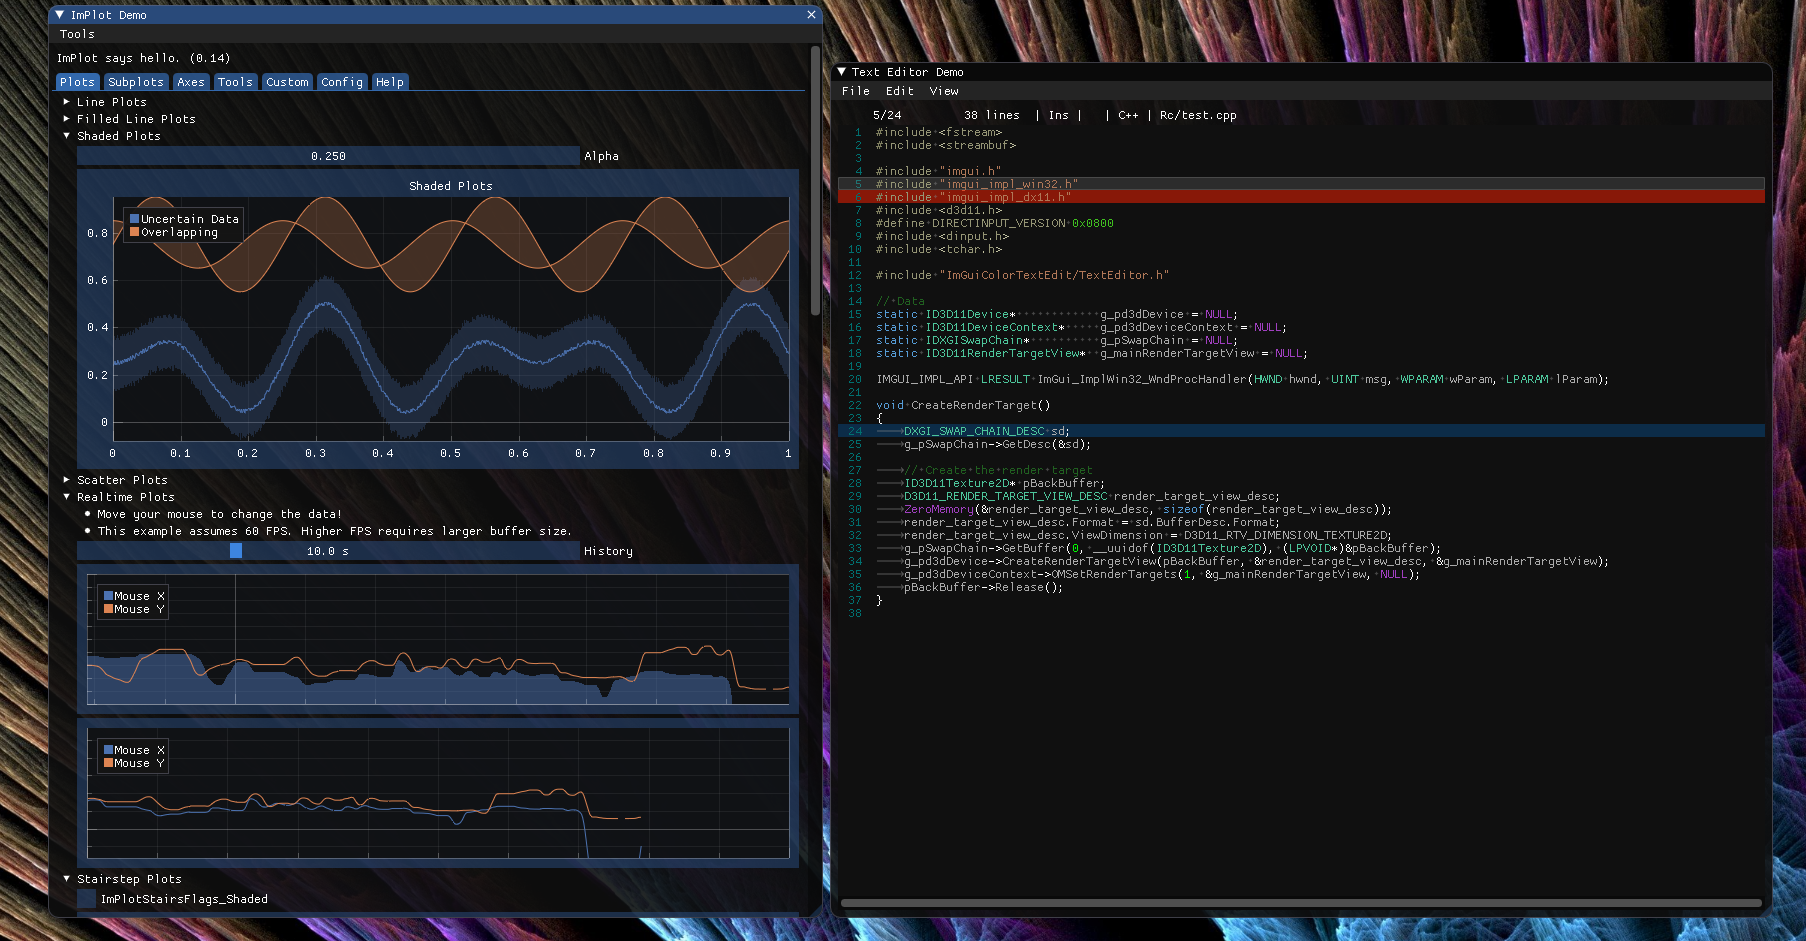 ImPlot Demo
Tools
ImPlot says hello. (0.14)
Plots Subplots Axes Tools Custom Config Help
Line Plots
Filled Line Plots
Shaded Plots
0.250 Alpha
Shaded Plots
Uncertain Data
Overlapping
0.8
0.6
0.4
0.2
0
0 0.1 0.2 0.3 0.4 0.5 0.6 0.7 0.8 0.9 1
Scatter Plots
Realtime Plots
Move your mouse to change the data!
This example assumes 60 FPS. Higher FPS requires larger buffer size.
10.0 s History
Mouse X
Mouse Y
Mouse X
Mouse Y
Stairstep Plots
ImPlotStairsFlags_Shaded
Text Editor Demo
File Edit View
5/24 38 lines | Ins | | C++ | Rc/test.cpp
1 #include <fstream>
2 #include <streambuf>
3
4 #include "imgui.h"
5 #include "imgui_impl_win32.h"
6 #include "imgui_impl_dx11.h"
7 #include <d3d11.h>
8 #define DIRECTINPUT_VERSION 0x0800
9 #include <dinput.h>
10 #include <tchar.h>
11
12 #include "ImGuiColorTextEdit/TextEditor.h"
13
14 // Data
15 static ID3D11Device* g_pd3dDevice = NULL;
16 static ID3D11DeviceContext* g_pd3dDeviceContext = NULL;
17 static IDXGISwapChain* g_pSwapChain = NULL;
18 static ID3D11RenderTargetView* g_mainRenderTargetView = NULL;
19
20 IMGUI_IMPL_API LRESULT ImGui_ImplWin32_WndProcHandler(HWND hwnd, UINT msg, WPARAM wParam, LPARAM lParam);
21
22 void CreateRenderTarget()
23 {
24 DXGI_SWAP_CHAIN_DESC sd;
25 g_pSwapChain->GetDesc(&sd);
26
27 // Create the render target
28 ID3D11Texture2D* pBackBuffer;
29 D3D11_RENDER_TARGET_VIEW_DESC render_target_view_desc;
30 ZeroMemory(&render_target_view_desc, sizeof(render_target_view_desc));
31 render_target_view_desc.Format = sd.BufferDesc.Format;
32 render_target_view_desc.ViewDimension = D3D11_RTV_DIMENSION_TEXTURE2D;
33 g_pSwapChain->GetBuffer(0, __uuidof(ID3D11Texture2D), (LPVOID*)&pBackBuffer);
34 g_pd3dDevice->CreateRenderTargetView(pBackBuffer, &render_target_view_desc, &g_mainRenderTargetView);
35 g_pd3dDeviceContext->OMSetRenderTargets(1, &g_mainRenderTargetView, NULL);
36 pBackBuffer->Release();
37 }
38